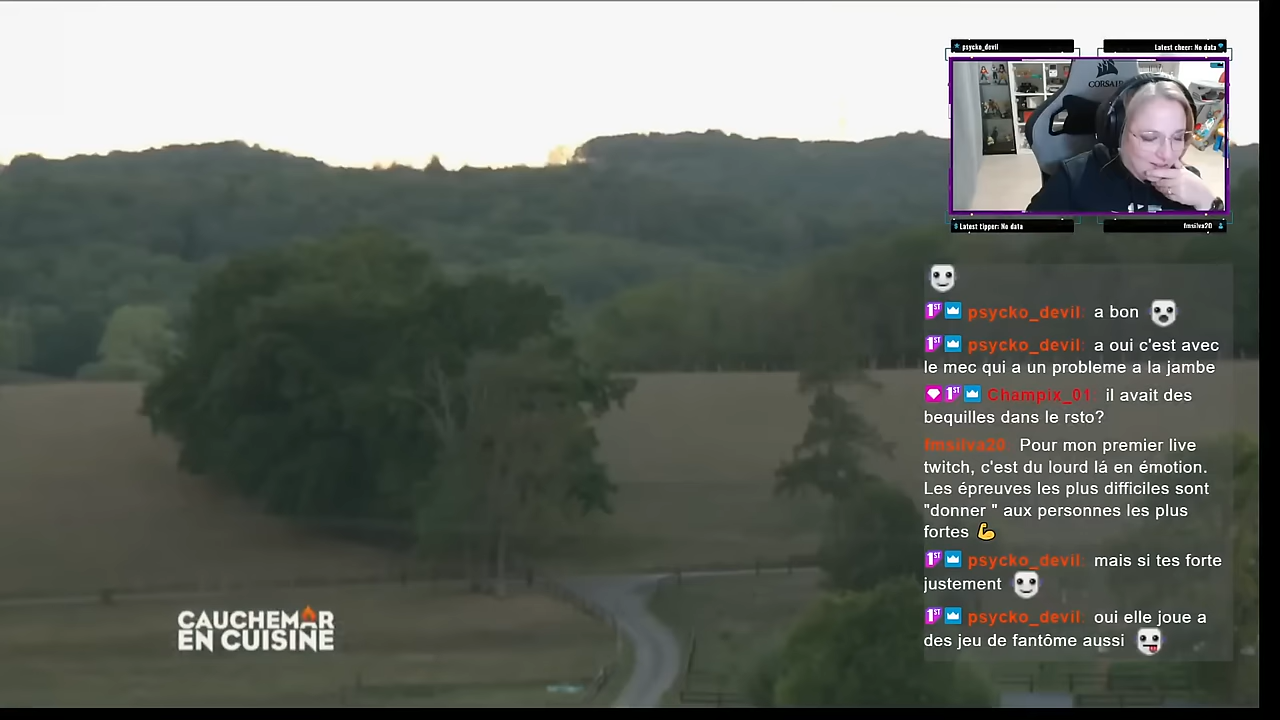 psycko_devil
Latest cheer: No data
CORSAIR
Latest tipper: No data
fmsilva20
psycko_devil: a bon
psycko_devil: a oui c'est avec
le mec qui a un probleme a la jambe
Champix_01: il avait des
bequilles dans le rsto?
fmsilva20: Pour mon premier live
twitch, c'est du lourd lá en émotion.
Les épreuves les plus difficiles sont
"donner " aux personnes les plus
fortes 💪
psycko_devil: mais si tes forte
justement
psycko_devil: oui elle joue a
des jeu de fantôme aussi
CAUCHEMAR
EN CUISINE